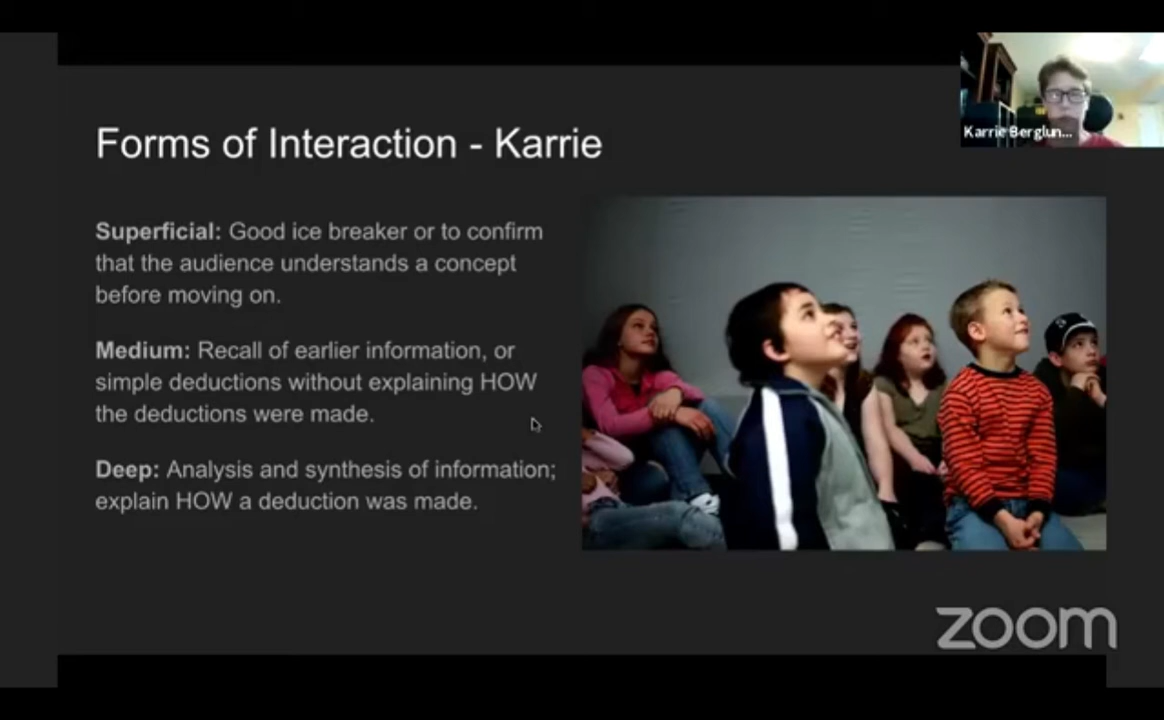 Karrie Berglun...
Forms of Interaction - Karrie
Superficial: Good ice breaker or to confirm
that the audience understands a concept
before moving on.
Medium: Recall of earlier information, or
simple deductions without explaining HOW
the deductions were made.
Deep: Analysis and synthesis of information;
explain HOW a deduction was made.
zoom